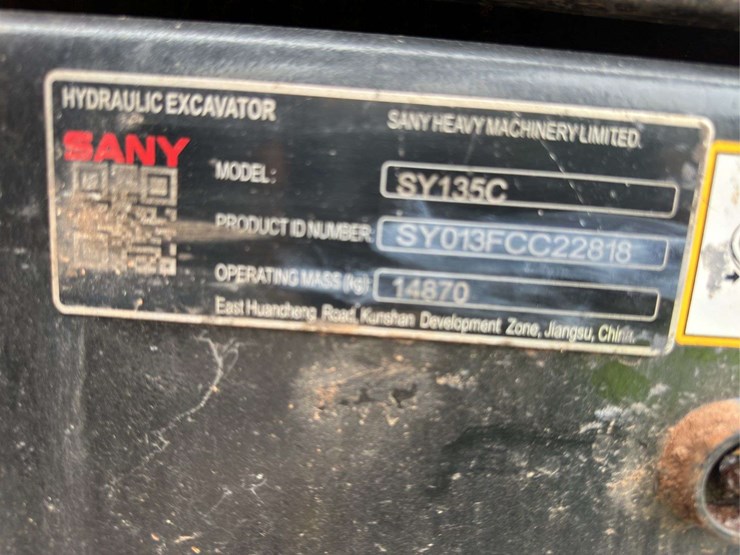 HYDRAULIC EXCAVATOR
SANY HEAVY MACHINERY LIMITED.
SANY
MODEL: SY135C
PRODUCT ID NUMBER: SY013FCC22818
OPERATING MASS (kg) 14870
East Huancheng Road, Kunshan Development Zone, Jiangsu, China.